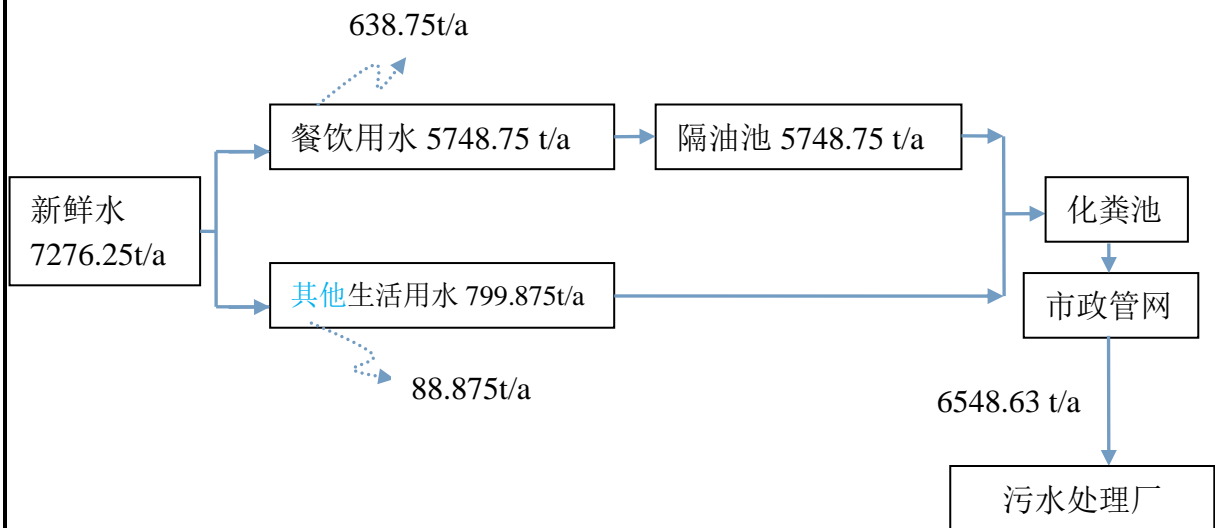 638.75t/a
餐饮用水 5748.75 t/a
隔油池 5748.75 t/a
新鲜水
7276.25t/a
化粪池
其他生活用水 799.875t/a
市政管网
88.875t/a
6548.63 t/a
污水处理厂